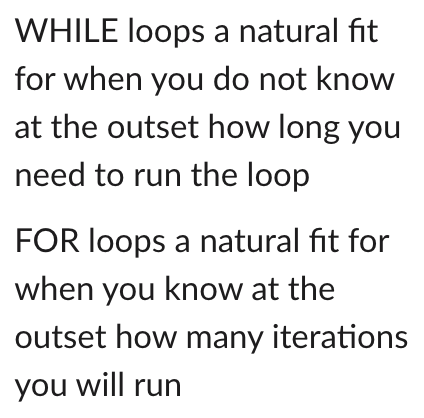 WHILE loops a natural fit
for when you do not know
at the outset how long you
need to run the loop
FOR loops a natural fit for
when you know at the
outset how many iterations
you will run